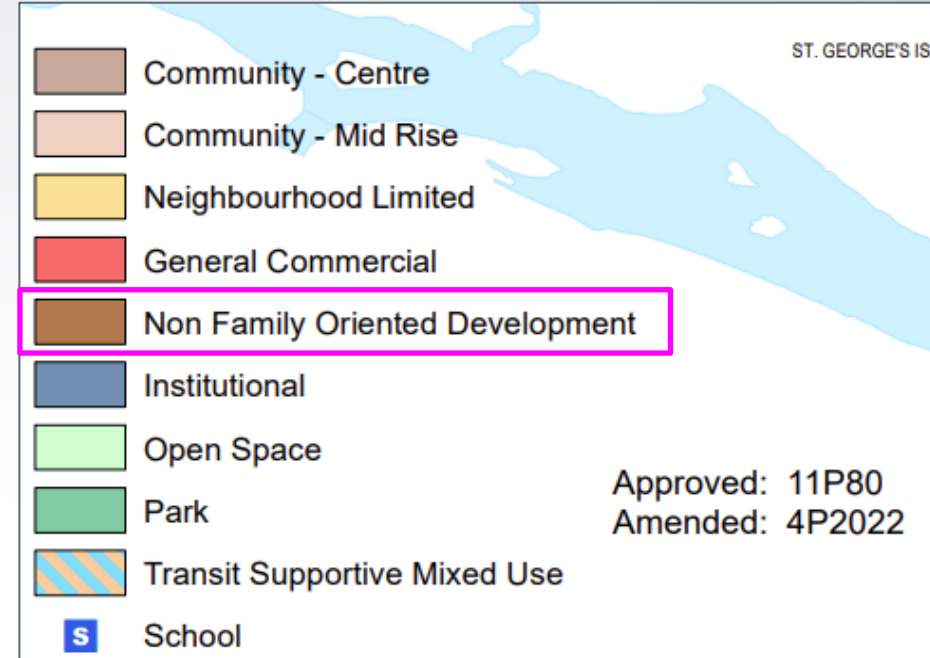 ST. GEORGE'S IS
Community - Centre
Community - Mid Rise
Neighbourhood Limited
General Commercial
Non Family Oriented Development
Institutional
Open Space
Approved: 11P80
Park
Amended: 4P2022
Transit Supportive Mixed Use
S School